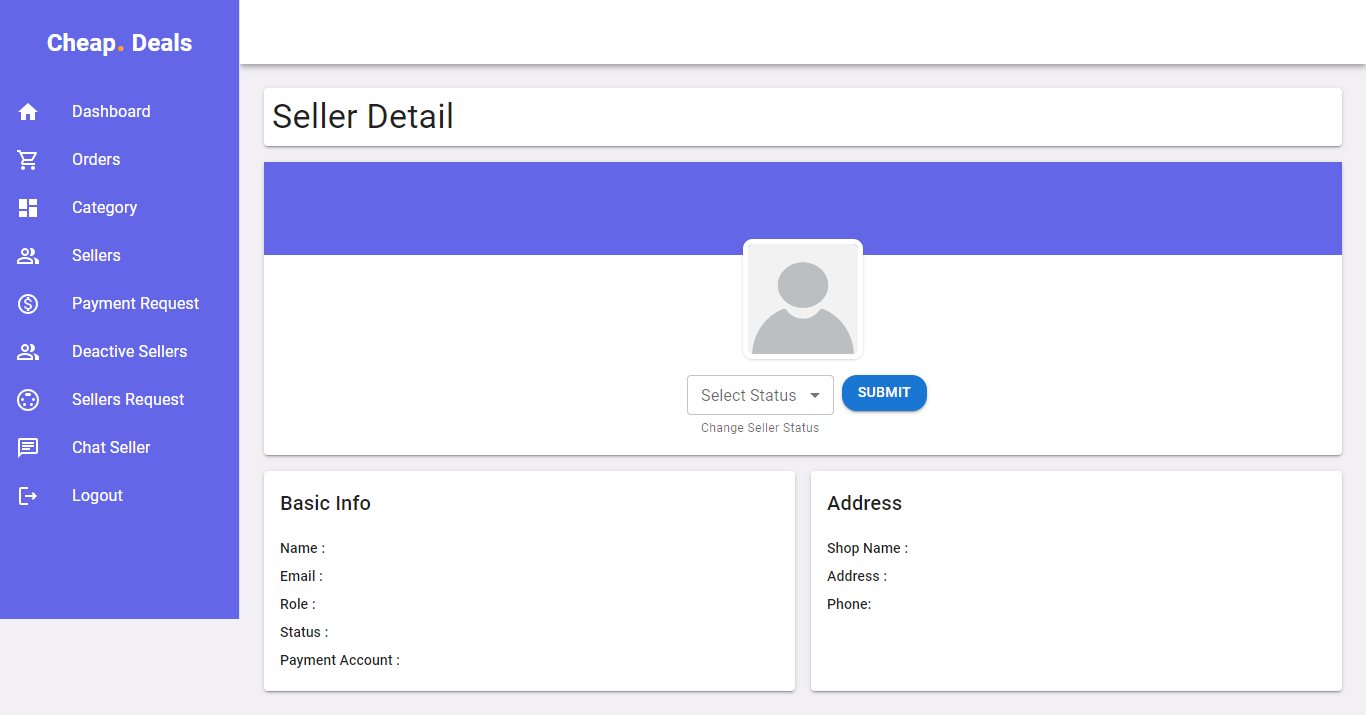 Cheap. Deals
Dashboard
Orders
Category
Sellers
Payment Request
Deactive Sellers
Sellers Request
Chat Seller
Logout
Seller Detail
Select Status
SUBMIT
Change Seller Status
Basic Info
Name :
Email :
Role :
Status :
Payment Account :
Address
Shop Name :
Address :
Phone: